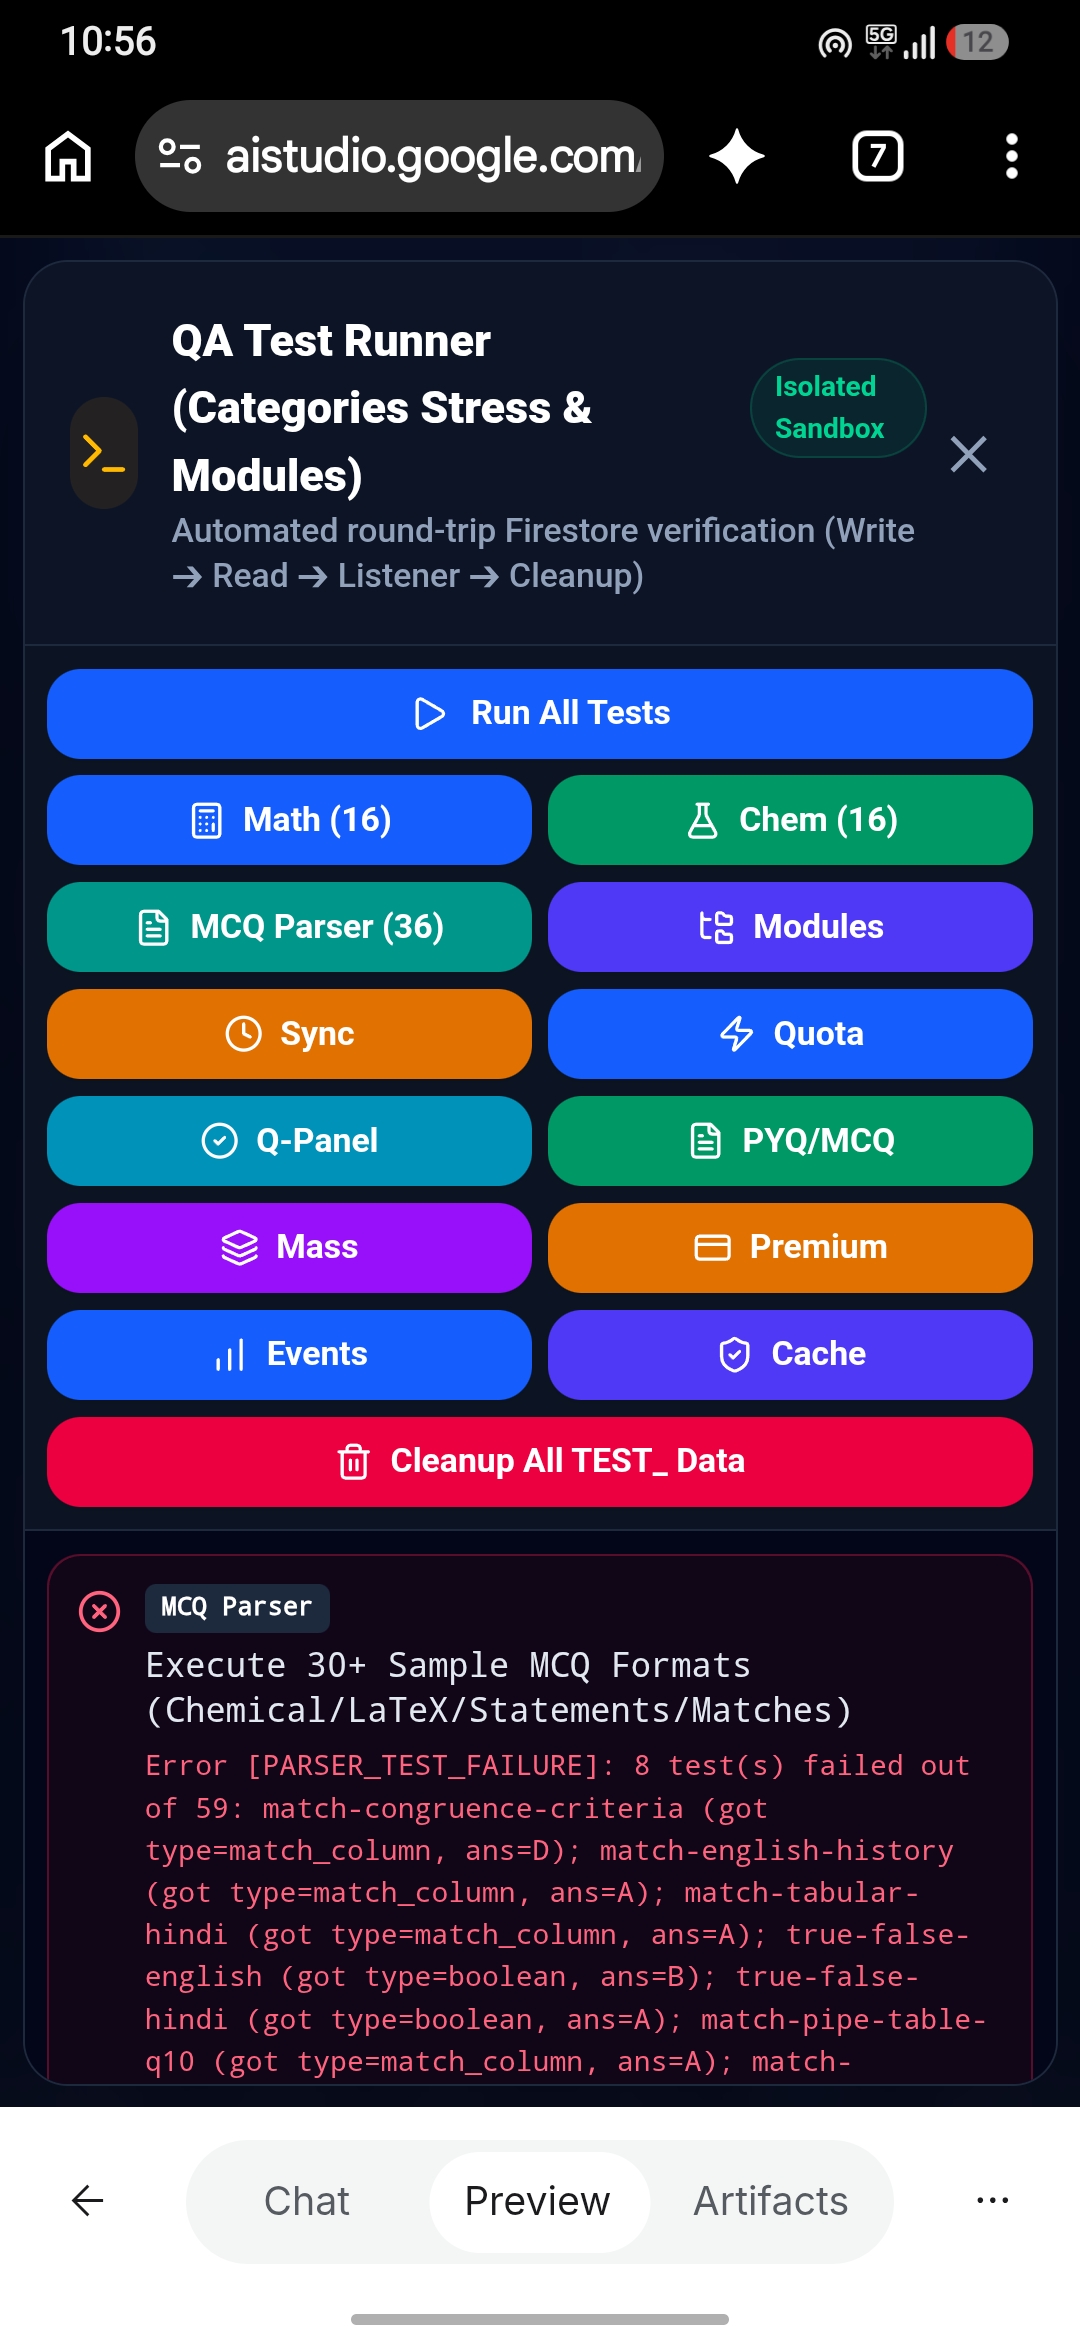 10:56
5G
12
aistudio.google.com/
7
QA Test Runner
(Categories Stress &
Modules)
Isolated
Sandbox
Automated round-trip Firestore verification (Write
→ Read → Listener → Cleanup)
Run All Tests
Math (16)
Chem (16)
MCQ Parser (36)
Modules
Sync
Quota
Q-Panel
PYQ/MCQ
Mass
Premium
Events
Cache
Cleanup All TEST_ Data
MCQ Parser
Execute 30+ Sample MCQ Formats
(Chemical/LaTeX/Statements/Matches)
Error [PARSER_TEST_FAILURE]: 8 test(s) failed out
of 59: match-congruence-criteria (got
type=match_column, ans=D); match-english-history
(got type=match_column, ans=A); match-tabular-
hindi (got type=match_column, ans=A); true-false-
english (got type=boolean, ans=B); true-false-
hindi (got type=boolean, ans=A); match-pipe-table-
q10 (got type=match_column, ans=A); match-
Chat
Preview
Artifacts